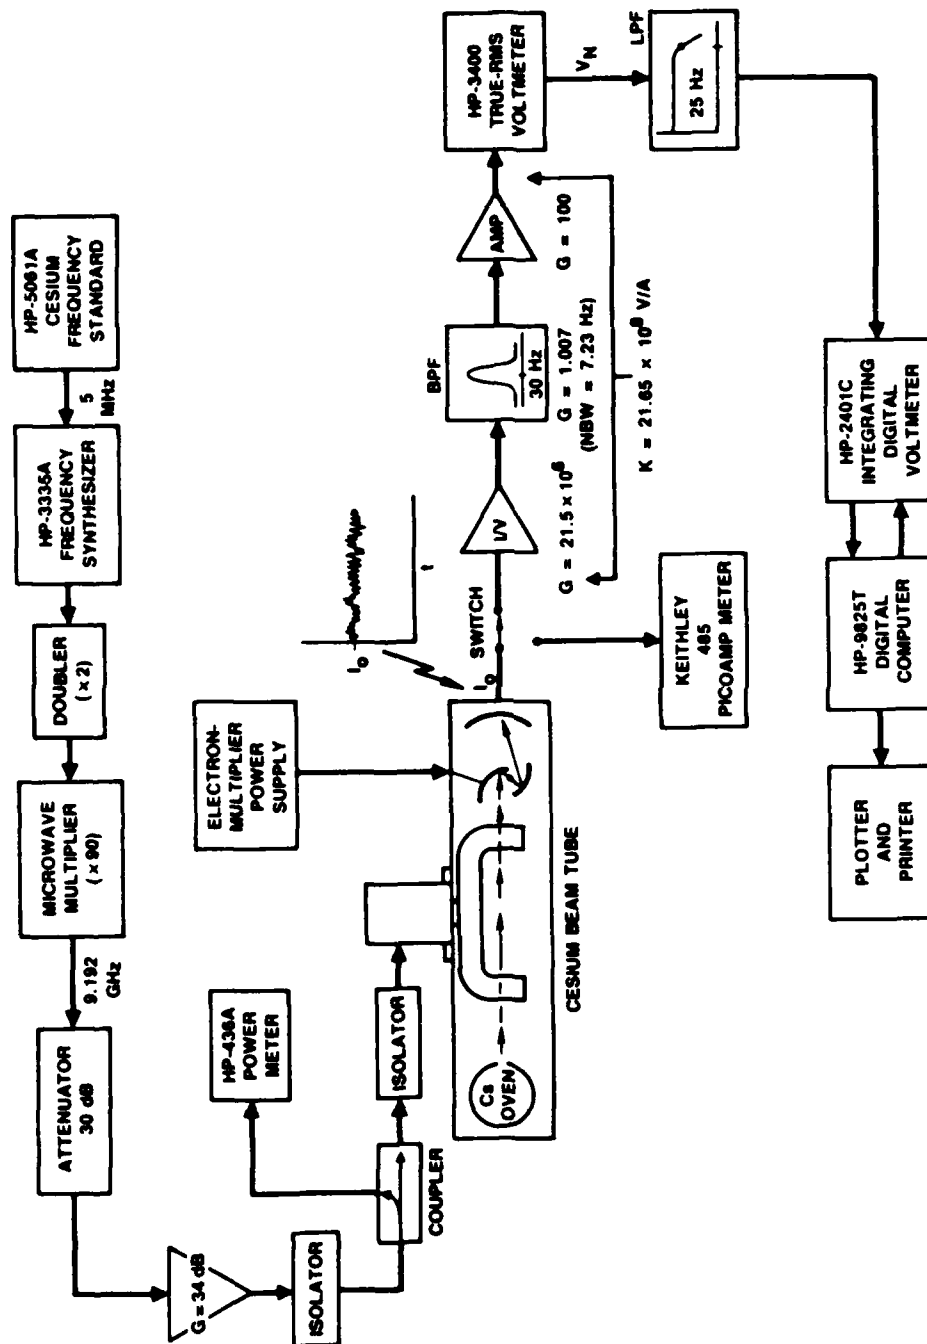 HP-5061A
CESIUM
FREQUENCY
STANDARD
5
MHz
HP-3335A
FREQUENCY
SYNTHESIZER
DOUBLER
(x 2)
MICROWAVE
MULTIPLIER
(x 90)
9.192
GHz
ATTENUATOR
30 dB
G = 34 dB
ISOLATOR
COUPLER
HP-436A
POWER
METER
ISOLATOR
ELECTRON-
MULTIPLIER
POWER
SUPPLY
Cs
OVEN
CESIUM BEAM TUBE
I₀
t
I₀
SWITCH
KEITHLEY
485
PICOAMP METER
I/V
G = 21.5 x 10⁶
BPF
30 Hz
G = 1.007
(NBW = 7.23 Hz)
AMP
G = 100
K = 21.65 x 10⁸ V/A
HP-3400
TRUE-RMS
VOLTMETER
V_N
LPF
25 Hz
HP-2401C
INTEGRATING
DIGITAL
VOLTMETER
HP-9825T
DIGITAL
COMPUTER
PLOTTER
AND
PRINTER